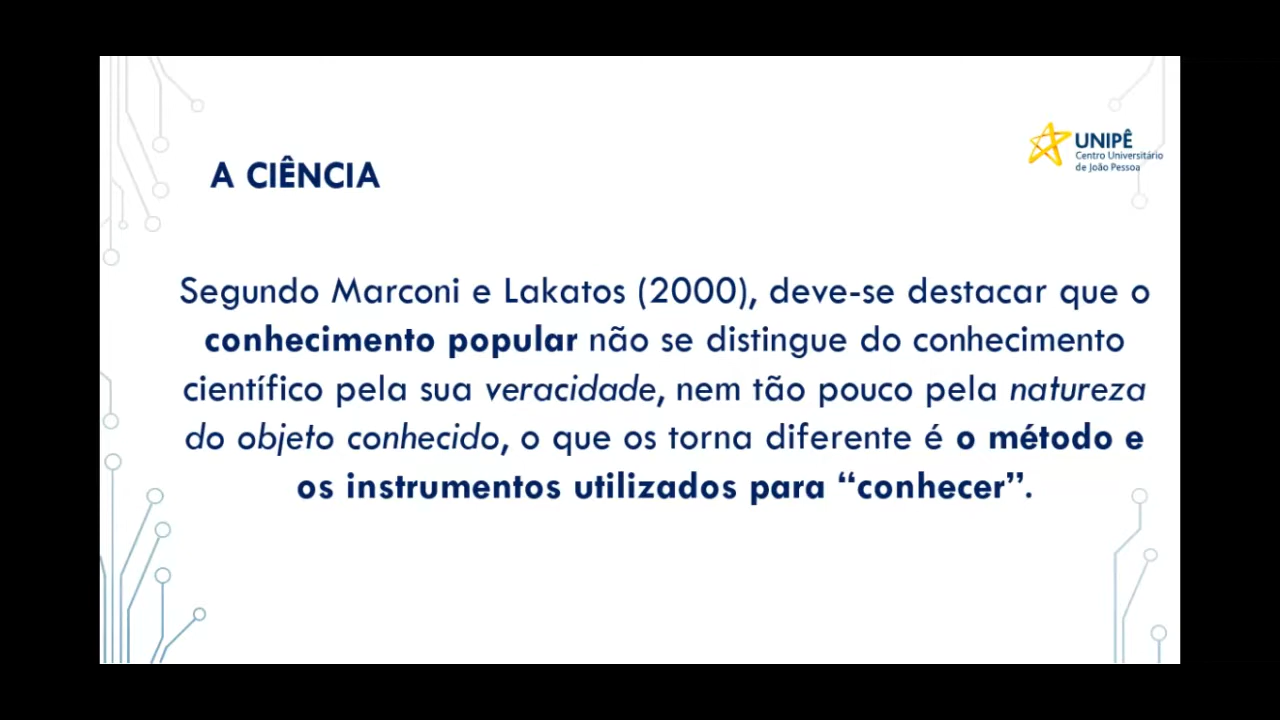 UNIPÊ
Centro Universitário
de João Pessoa
A CIÊNCIA
Segundo Marconi e Lakatos (2000), deve-se destacar que o
conhecimento popular não se distingue do conhecimento
científico pela sua veracidade, nem tão pouco pela natureza
do objeto conhecido, o que os torna diferente é o método e
os instrumentos utilizados para “conhecer”.